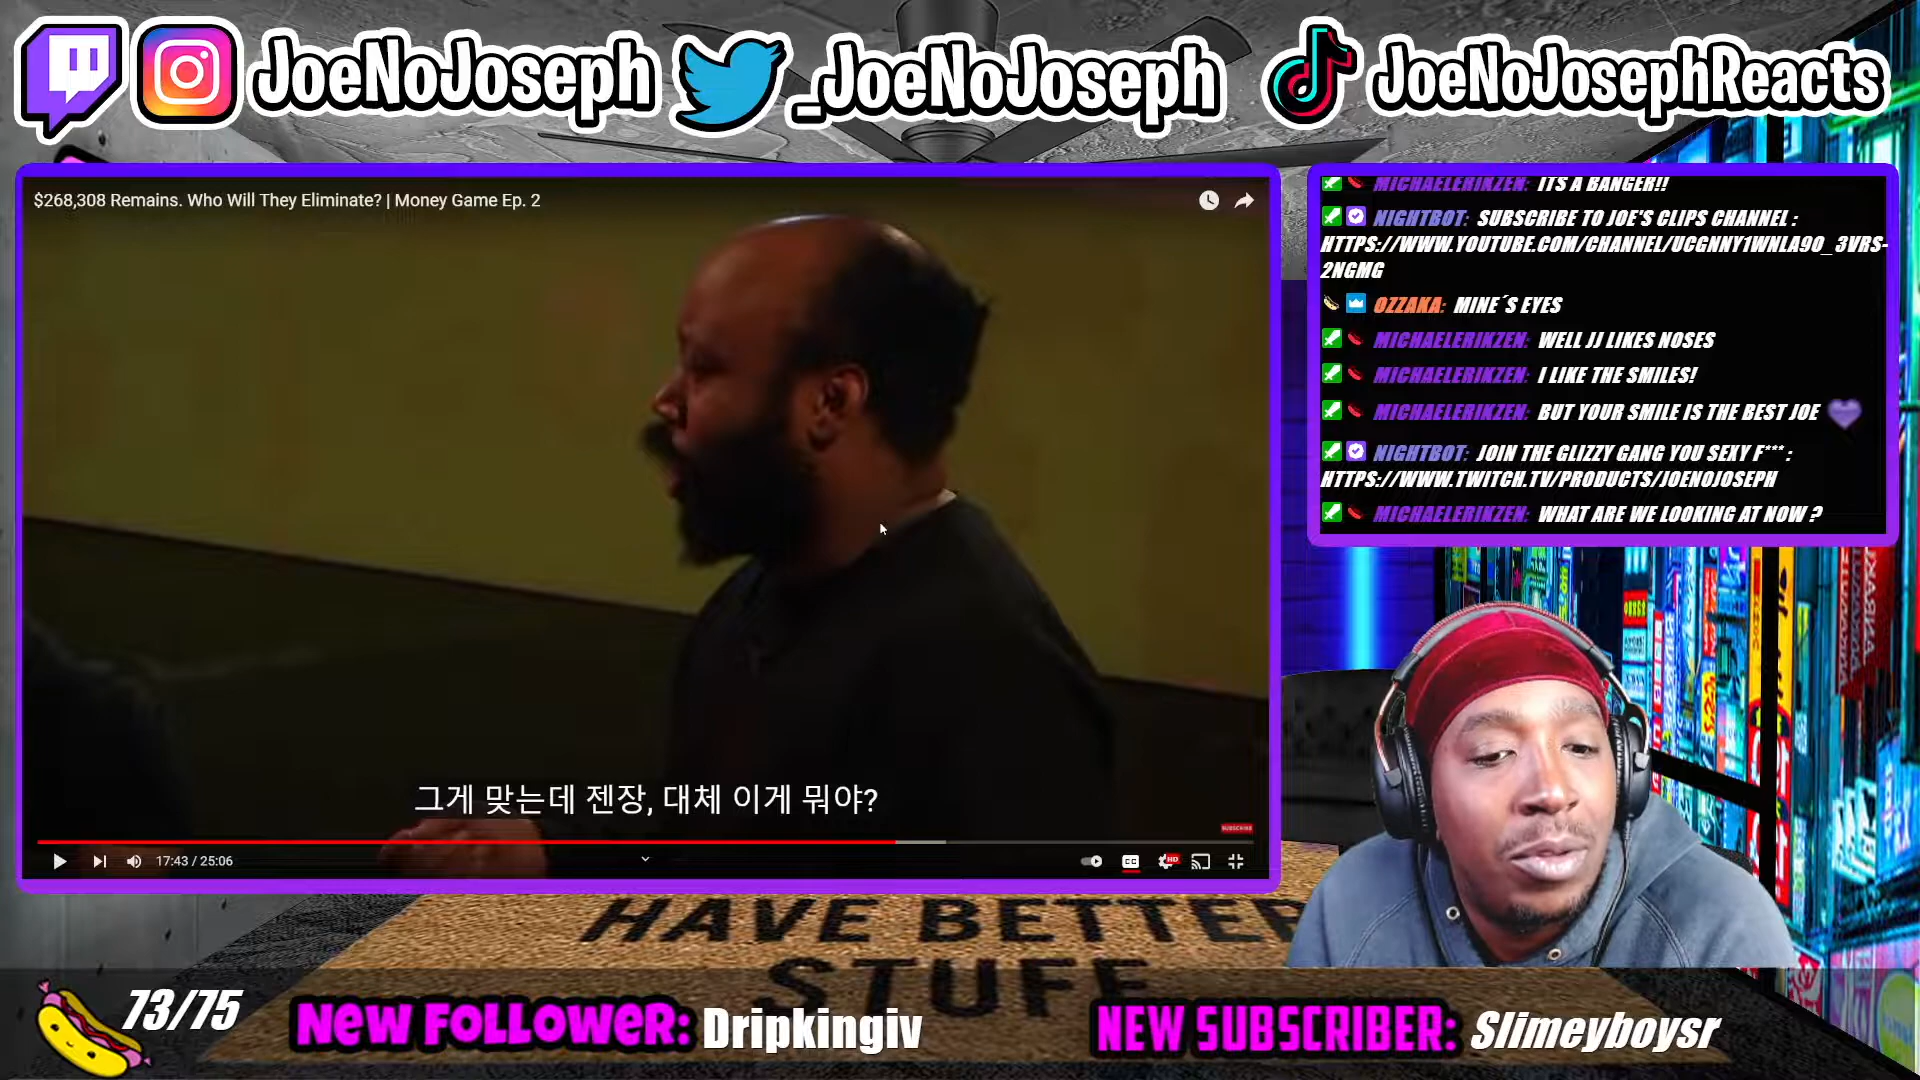 JoeNoJoseph
_JoeNoJoseph
JoeNoJosephReacts
$268,308 Remains. Who Will They Eliminate? | Money Game Ep. 2
MICHAELERIKZEN: ITS A BANGER!!
NIGHTBOT: SUBSCRIBE TO JOE'S CLIPS CHANNEL :
HTTPS://WWW.YOUTUBE.COM/CHANNEL/UCGNNY1WNLA9O_3VRS-
2NGMG
OZZAKA: MINE´S EYES
MICHAELERIKZEN: WELL JJ LIKES NOSES
MICHAELERIKZEN: I LIKE THE SMILES!
MICHAELERIKZEN: BUT YOUR SMILE IS THE BEST JOE
NIGHTBOT: JOIN THE GLIZZY GANG YOU SEXY F*** :
HTTPS://WWW.TWITCH.TV/PRODUCTS/JOENOJOSEPH
MICHAELERIKZEN: WHAT ARE WE LOOKING AT NOW ?
그게 맞는데 젠장, 대체 이게 뭐야?
SUBSCRIBE
17:43 / 25:06
CC
HD
HAVE BETTER
STUFF
73/75
NEW FOLLOWER: Dripkingiv
NEW SUBSCRIBER: Slimeyboysr